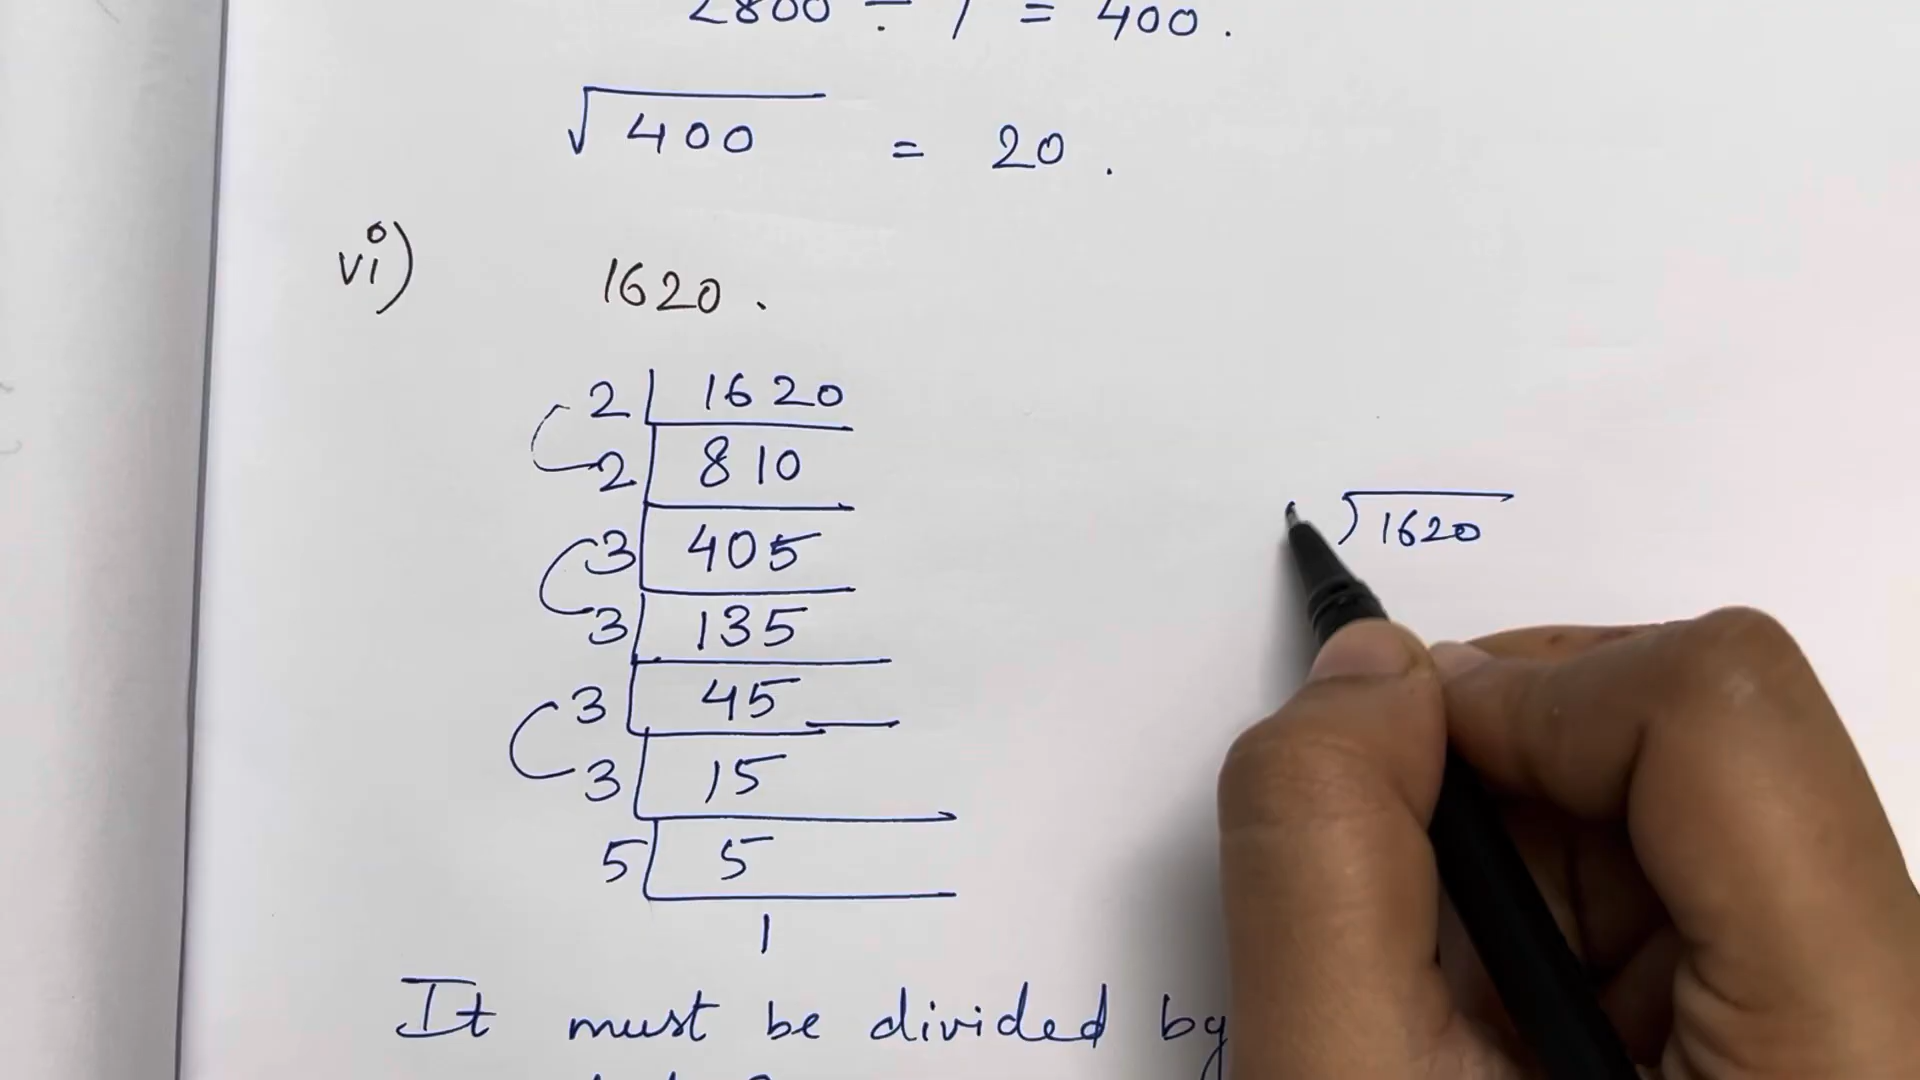 2800 ÷ 7 = 400.
√400 = 20.
vi) 1620.
2 | 1620
2 | 810
3 | 405
3 | 135
3 | 45
3 | 15
5 | 5
1
) 1620
It must be divided by